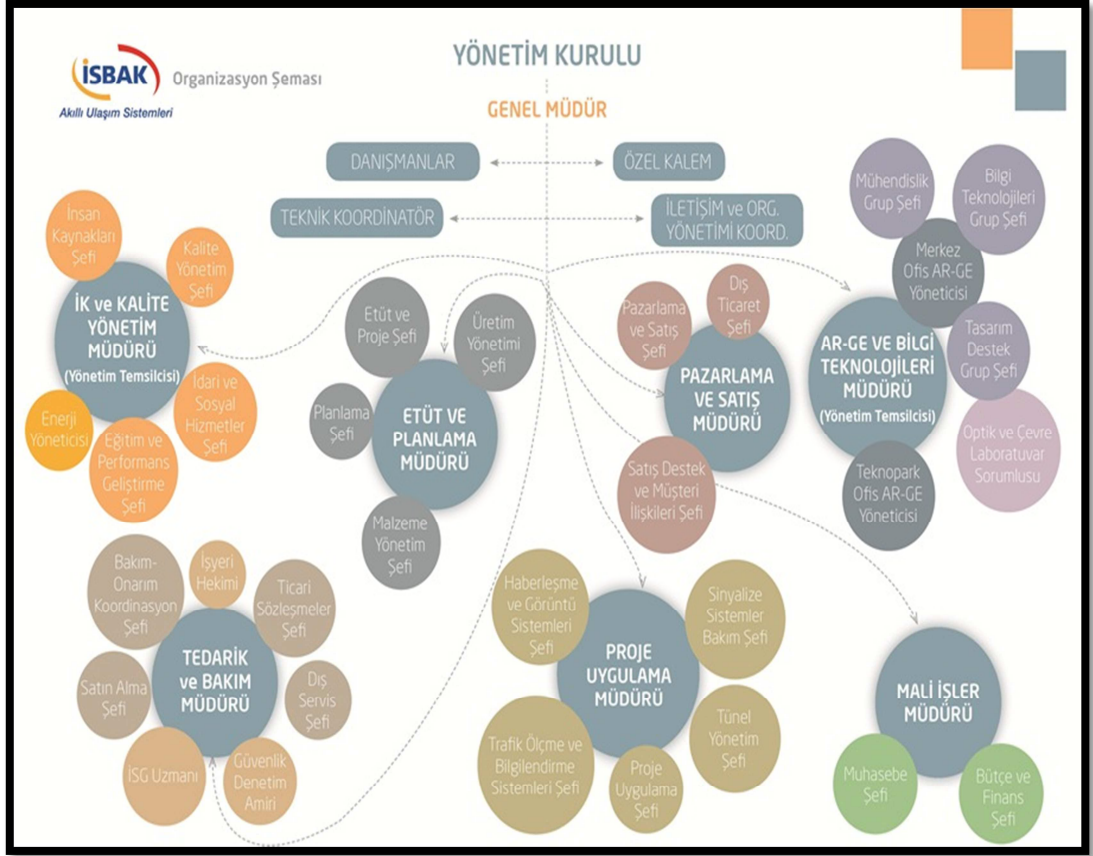 YÖNETİM KURULU
İSBAK
Organizasyon Şeması
Akıllı Ulaşım Sistemleri
GENEL MÜDÜR
DANIŞMANLAR
ÖZEL KALEM
TEKNİK KOORDİNATÖR
İLETİŞİM ve ORG.
YÖNETİMİ KOORD.
İnsan
Kaynakları
Şefi
Kalite
Yönetim
Şefi
İK ve KALİTE
YÖNETİM
MÜDÜRÜ
(Yönetim Temsilcisi)
İdari ve
Sosyal
Hizmetler
Şefi
Enerji
Yöneticisi
Eğitim ve
Performans
Geliştirme
Şefi
Etüt ve
Proje Şefi
Üretim
Yönetimi
Şefi
Planlama
Şefi
ETÜT VE
PLANLAMA
MÜDÜRÜ
Malzeme
Yönetim
Şefi
Pazarlama
ve Satış
Şefi
Dış
Ticaret
Şefi
PAZARLAMA
VE SATIŞ
MÜDÜRÜ
Satış Destek
ve Müşteri
İlişkileri Şefi
Mühendislik
Grup Şefi
Bilgi
Teknolojileri
Grup Şefi
Merkez
Ofis AR-GE
Yöneticisi
AR-GE VE BİLGİ
TEKNOLOJİLERİ
MÜDÜRÜ
(Yönetim Temsilcisi)
Tasarım
Destek
Grup Şefi
Optik ve Çevre
Laboratuvar
Sorumlusu
Teknopark
Ofis AR-GE
Yöneticisi
Bakım-
Onarım
Koordinasyon
Şefi
İşyeri
Hekimi
Ticari
Sözleşmeler
Şefi
TEDARİK
ve BAKIM
MÜDÜRÜ
Satın Alma
Şefi
Dış
Servis
Şefi
İSG Uzmanı
Güvenlik
Denetim
Amiri
Haberleşme
ve Görüntü
Sistemleri
Şefi
Sinyalize
Sistemler
Bakım Şefi
PROJE
UYGULAMA
MÜDÜRÜ
Trafik Ölçme ve
Bilgilendirme
Sistemleri Şefi
Proje
Uygulama
Şefi
Tünel
Yönetim
Şefi
MALİ İŞLER
MÜDÜRÜ
Muhasebe
Şefi
Bütçe ve
Finans
Şefi